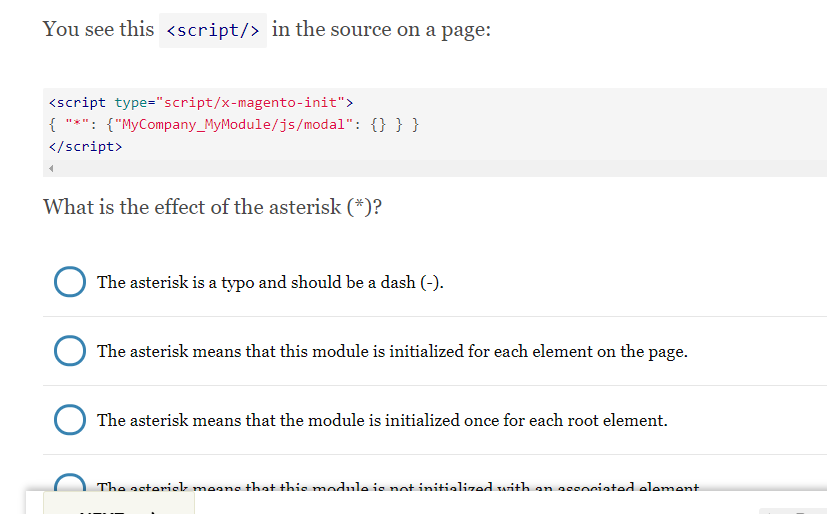 You see this <script/> in the source on a page:
<script type="script/x-magento-init">
{ "*": {"MyCompany_MyModule/js/modal": {} } }
</script>
What is the effect of the asterisk (*)?
The asterisk is a typo and should be a dash (-).
The asterisk means that this module is initialized for each element on the page.
The asterisk means that the module is initialized once for each root element.
The asterisk means that this module is not initialized with an associated element